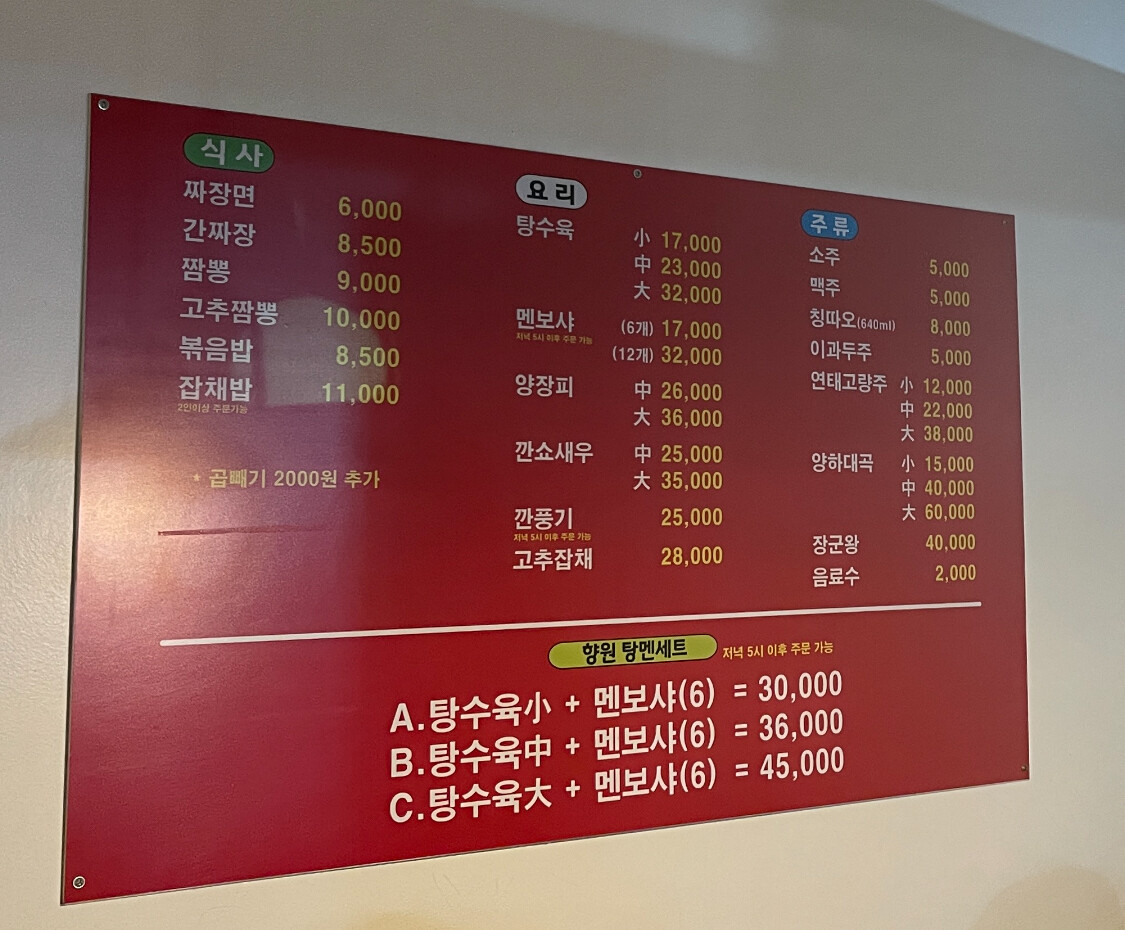 식사
짜장면 6,000
간짜장 8,500
짬뽕 9,000
고추짬뽕 10,000
볶음밥 8,500
잡채밥 11,000
2인이상 주문가능
* 곱빼기 2000원 추가
요리
탕수육 小 17,000
中 23,000
大 32,000
멘보샤 (6개) 17,000
저녁 5시 이후 주문 가능
(12개) 32,000
양장피 中 26,000
大 36,000
깐쇼새우 中 25,000
大 35,000
깐풍기 25,000
저녁 5시 이후 주문 가능
고추잡채 28,000
주류
소주 5,000
맥주 5,000
칭따오(640ml) 8,000
이과두주 5,000
연태고량주 小 12,000
中 22,000
大 38,000
양하대곡 小 15,000
中 40,000
大 60,000
장군왕 40,000
음료수 2,000
향원 탕멘세트 저녁 5시 이후 주문 가능
A.탕수육小 + 멘보샤(6) = 30,000
B.탕수육中 + 멘보샤(6) = 36,000
C.탕수육大 + 멘보샤(6) = 45,000